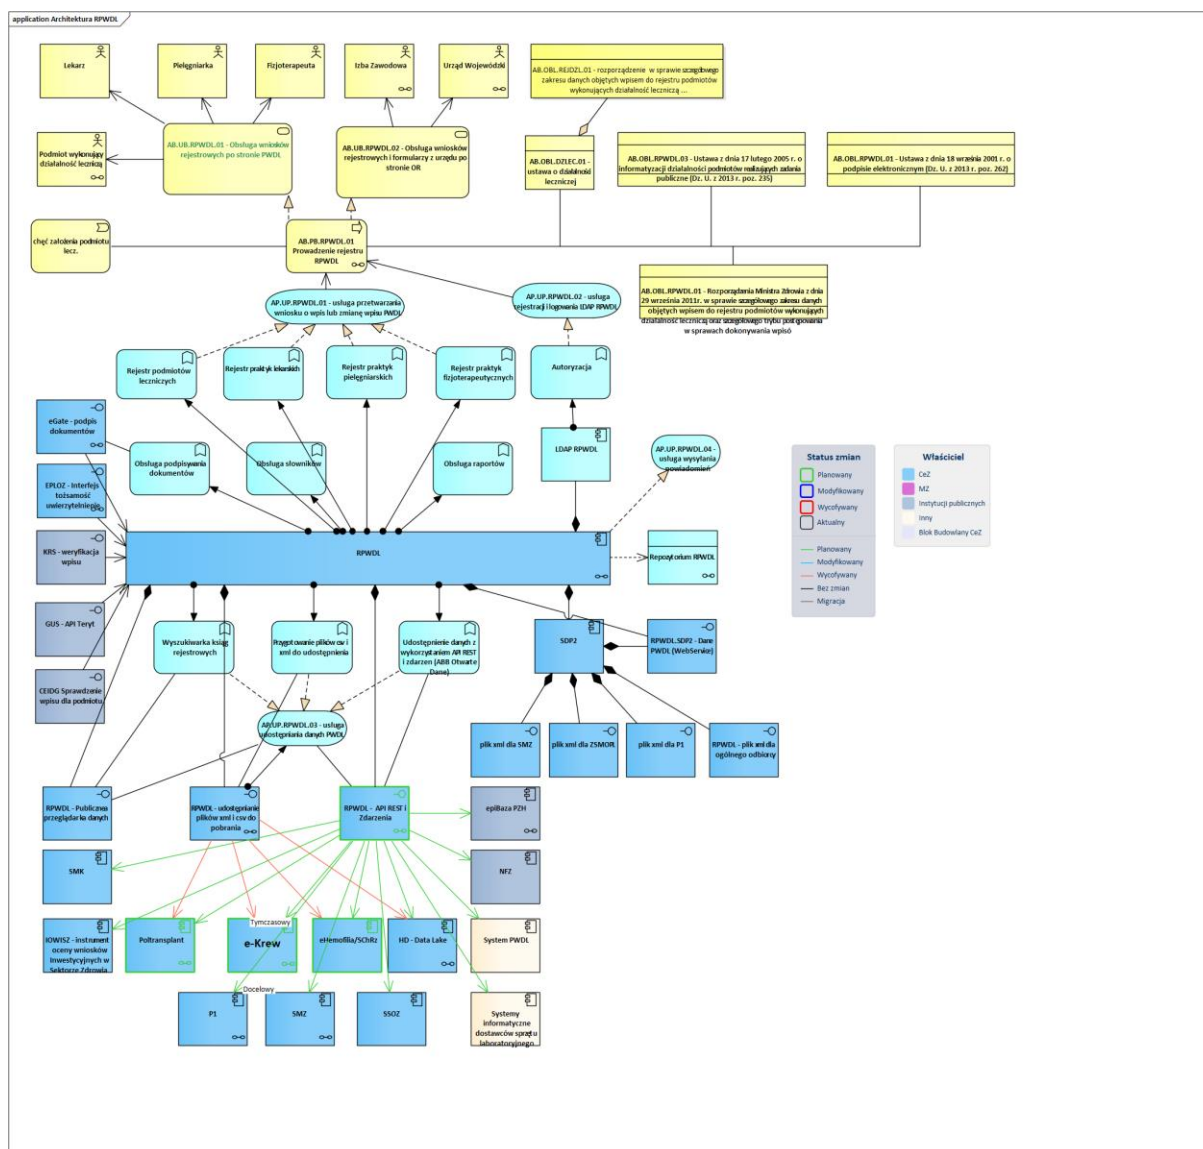 application Architektura RPWDL
Lekarz
Pielęgniarka
Fizjoterapeuta
Izba Zawodowa
Urząd Wojewódzki
AB.OBL.REJDZL.01 - rozporządzenie w sprawie szczegółowego
zakresu danych objętych wpisem do rejestru podmiotów
wykonujących działalność leczniczą ...
Podmiot wykonujący
działalność leczniczą
AB.UB.RPWDL.01 - Obsługa wniosków
rejestrowych po stronie PWDL
AB.UB.RPWDL.02 - Obsługa
wniosków rejestrowych i
formularzy z urzędu po
stronie OR
AB.OBL.DZLEC.01 -
ustawa o działalność
leczniczej
AB.OBL.RPWDL.03 - Ustawa z dnia 17 lutego 2005 r. o
informatyzacji działalności podmiotów realizujących zadania
publiczne (Dz. U. z 2013 r. poz. 235)
AB.OBL.RPWDL.01 - Ustawa z dnia 18 września 2001 r. o
podpisie elektronicznym (Dz. U. z 2013 r. poz. 262)
chęć założenia podmiotu
lecz.
AB.PB.RPWDL.01
Prowadzenie rejestru
RPWDL
AB.OBL.RPWDL.01 - Rozporządzenia Ministra Zdrowia z dnia
29 września 2011r. w sprawie szczegółowego zakresu danych
objętych wpisem do rejestru podmiotów wykonujących
działalność leczniczą oraz szczegółowego trybu postępowania
w sprawach dokonywania wpisó
AP.UP.RPWDL.01 - usługa przetwarzania
wniosku o wpis lub zmianę wpisu PWDL
AP.UP.RPWDL.02 - usługa
rejestracji i logowania LDAP RPWDL
Rejestr podmiotów
leczniczych
Rejestr praktyk lekarskich
Rejestr praktyk
pielęgniarskich
Rejestr praktyk
fizjoterapeutycznych
Autoryzacja
eGate - podpis
dokumentów
Obsługa podpisywania
dokumentów
Obsługa słowników
Obsługa raportów
LDAP RPWDL
AP.UP.RPWDL.04 -
usługa wysyłania
powiadomień
EPLOZ - Interfejs
tożsamość
uwierzytelnienie
KRS - weryfikacja
wpisu
RPWDL
Repozytorium RPWDL
Status zmian
Planowany
Modyfikowany
Wycofywany
Aktualny
Planowany
Modyfikowany
Wycofywany
Bez zmian
Migracja
Właściciel
CeZ
MZ
Instytucji publicznych
Inny
Blok Budowlany CeZ
GUS - API Teryt
CEIDG Sprawdzenie
wpisu dla podmiotu
Wyszukiwarka ksiąg
rejestrowych
Przygotowanie plików csv i
xml do udostępnienia
Udostępnienie danych z
wykorzystaniem API REST
i zdarzen (ABB Otwarte
Dane)
SDP2
RPWDL.SDP2 - Dane
PWDL (WebService)
AP.UP.RPWDL.03 - usługa
udostępniania danych PWDL
plik xml dla SMZ
plik xml dla ZSMOPL
plik xml dla P1
RPWDL - plik xml dla
ogólnego odbiorcy
RPWDL - Publiczna
przeglądarka danych
RPWDL - udostępnianie
plików xml i csv do
pobrania
RPWDL - API REST i
Zdarzenia
epiBaza PZH
SMK
NFZ
IOWISZ - instrument
oceny wniosków
Inwestycyjnych w
Sektorze Zdrowia
Poltransplant
Tymczasowy
e-Krew
eHemofilia/SChRz
HD - Data Lake
System PWDL
Docelowy
P1
SMZ
SSOZ
Systemy
informatyczne
dostawców sprzętu
laboratoryjnego